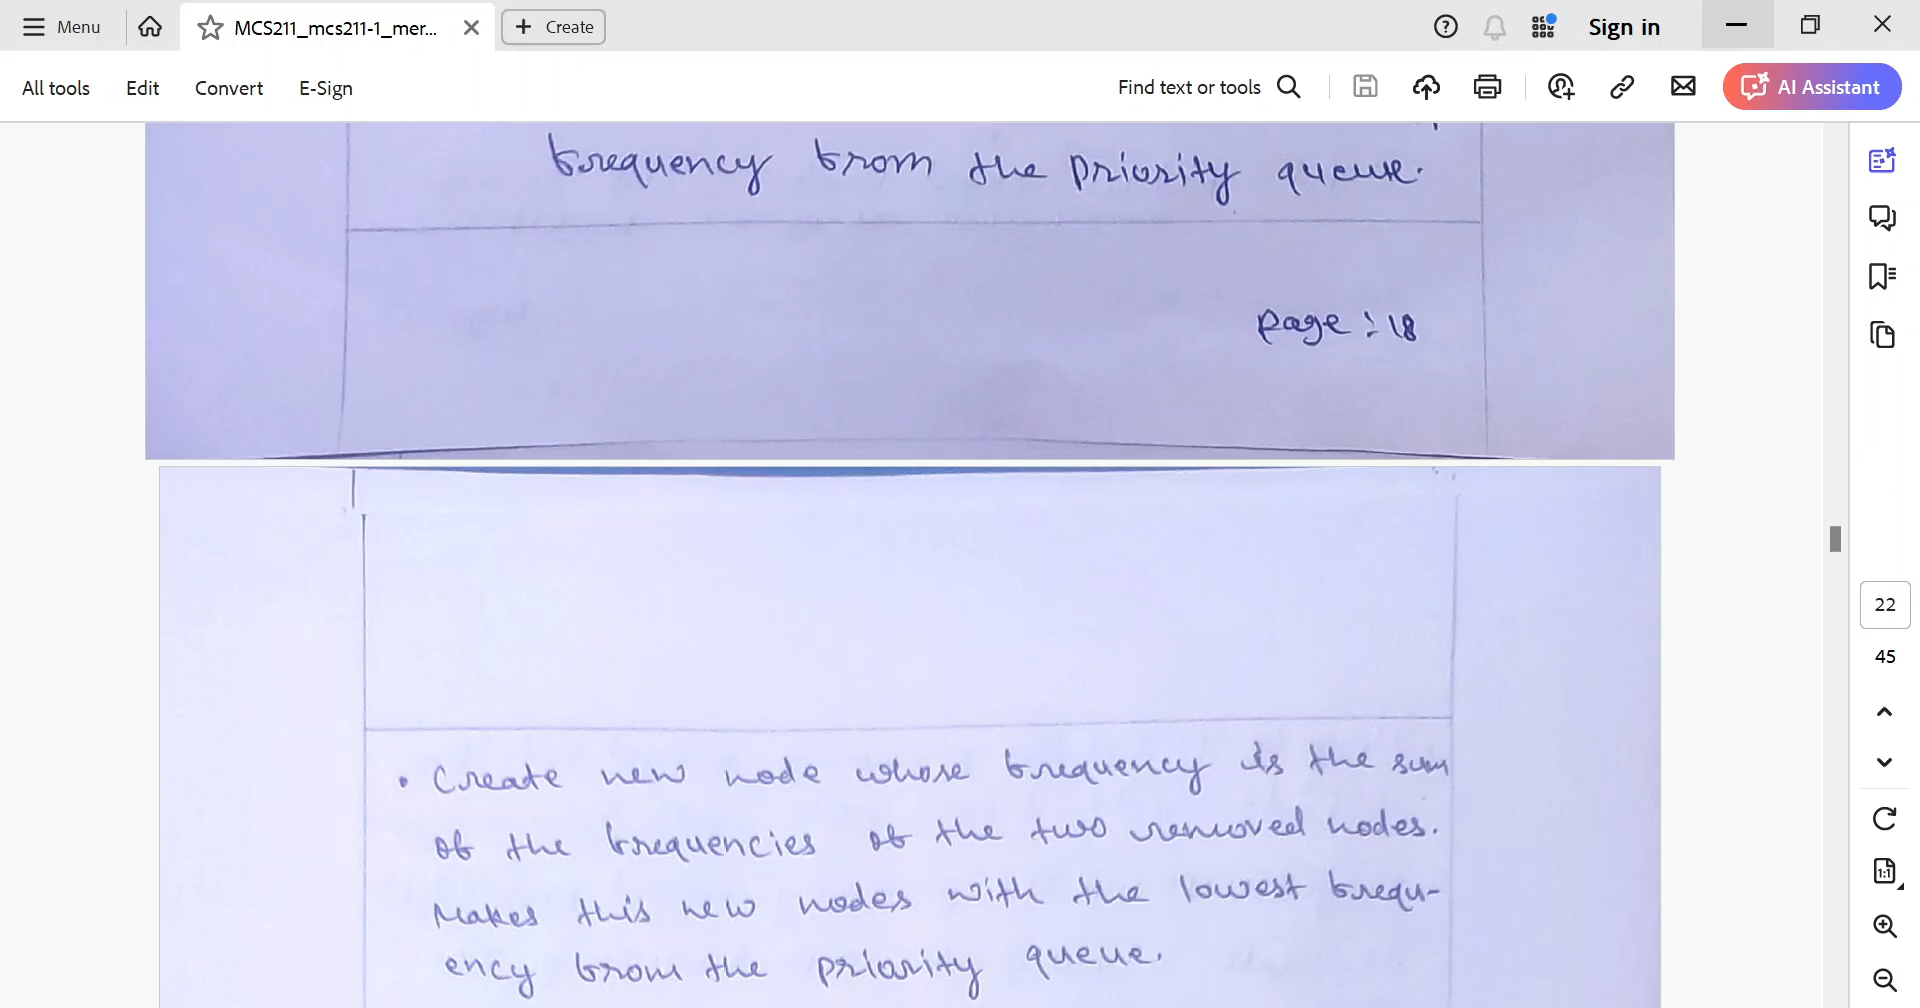 Menu
MCS211_mcs211-1_mer...
Create
Sign in
All tools
Edit
Convert
E-Sign
Find text or tools
AI Assistant
frequency from the priority queue.
Page : 18
22
45
• Create new node whose frequency is the sum
of the frequencies of the two removed nodes.
Makes this new nodes with the lowest frequ-
ency from the priority queue.
1:1